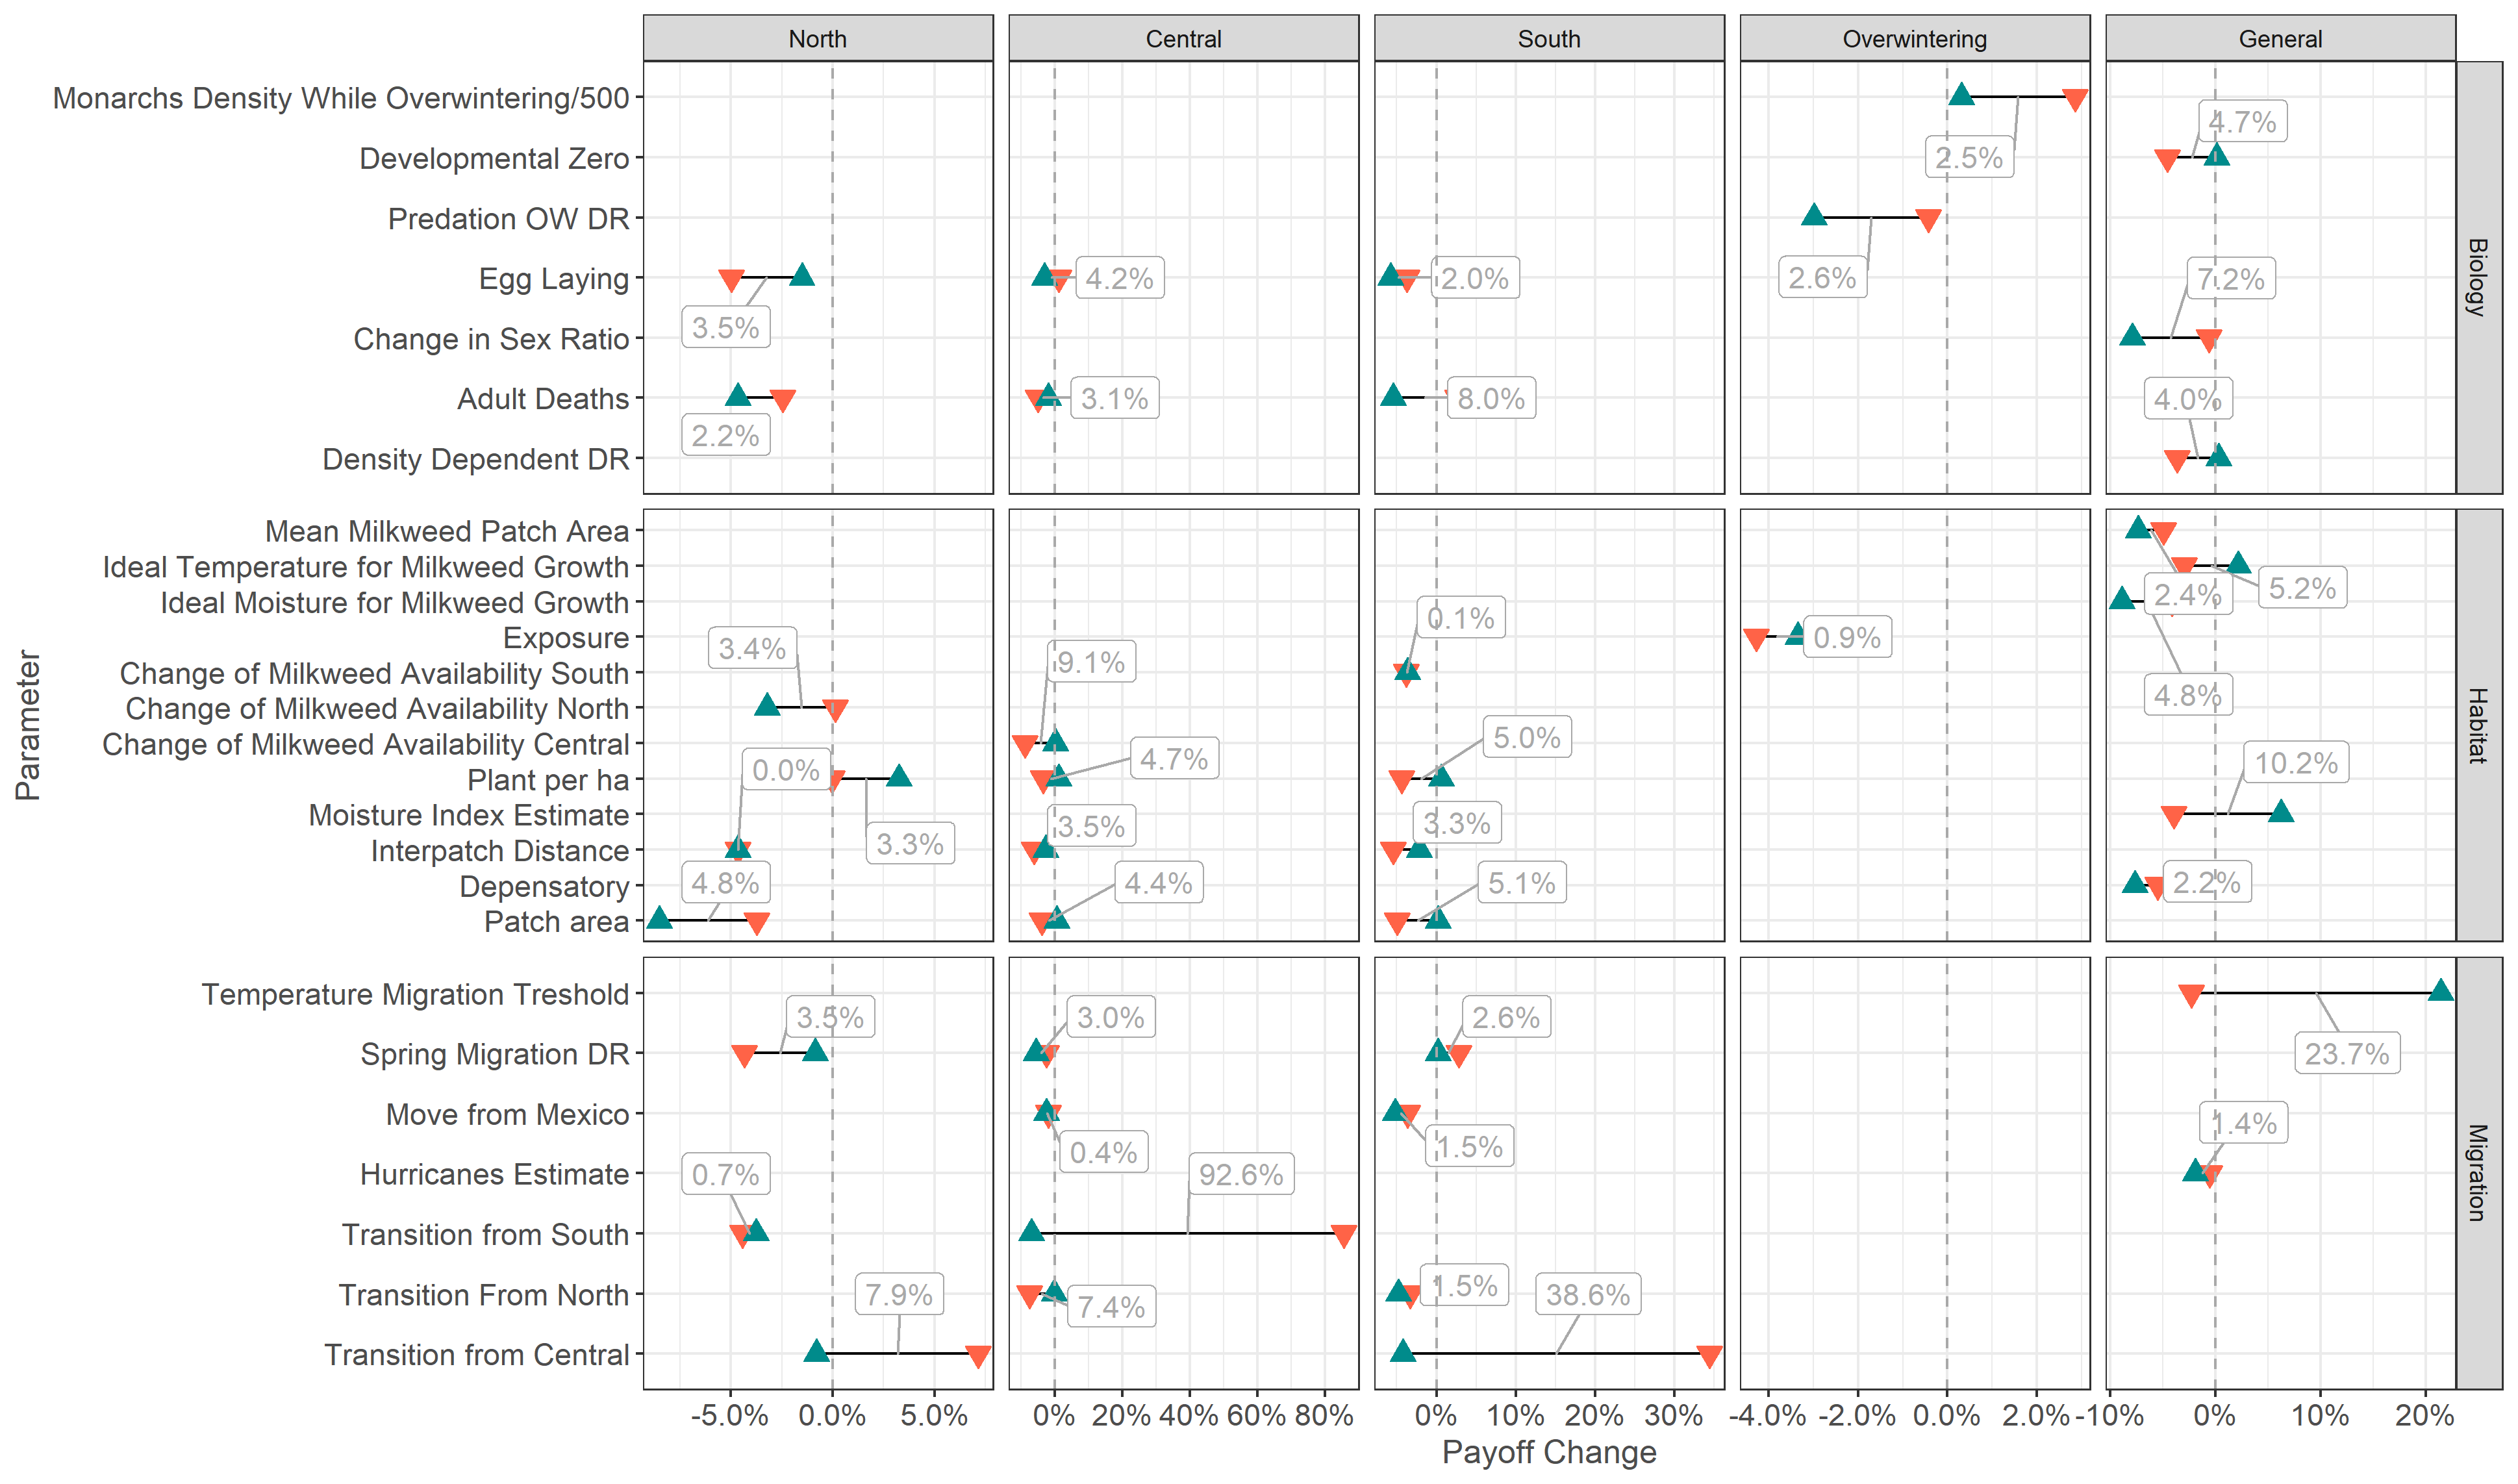 North
Central
South
Overwintering
General
Biology
Monarchs Density While Overwintering/500
Developmental Zero
Predation OW DR
Egg Laying
Change in Sex Ratio
Adult Deaths
Density Dependent DR
4.7%
2.5%
2.6%
4.2%
2.0%
7.2%
3.5%
3.1%
8.0%
4.0%
2.2%
Habitat
Mean Milkweed Patch Area
Ideal Temperature for Milkweed Growth
Ideal Moisture for Milkweed Growth
Exposure
Change of Milkweed Availability South
Change of Milkweed Availability North
Change of Milkweed Availability Central
Plant per ha
Moisture Index Estimate
Interpatch Distance
Depensatory
Patch area
5.2%
2.4%
0.1%
0.9%
3.4%
9.1%
4.8%
5.0%
4.7%
10.2%
0.0%
3.5%
3.3%
3.3%
4.8%
4.4%
5.1%
2.2%
Migration
Temperature Migration Treshold
Spring Migration DR
Move from Mexico
Hurricanes Estimate
Transition from South
Transition From North
Transition from Central
3.5%
3.0%
2.6%
23.7%
1.4%
0.4%
1.5%
0.7%
92.6%
7.9%
7.4%
1.5%
38.6%
-5.0% 0.0% 5.0%
0% 20% 40% 60% 80%
0% 10% 20% 30%
-4.0% -2.0% 0.0% 2.0%
-10% 0% 10% 20%
Payoff Change
Parameter